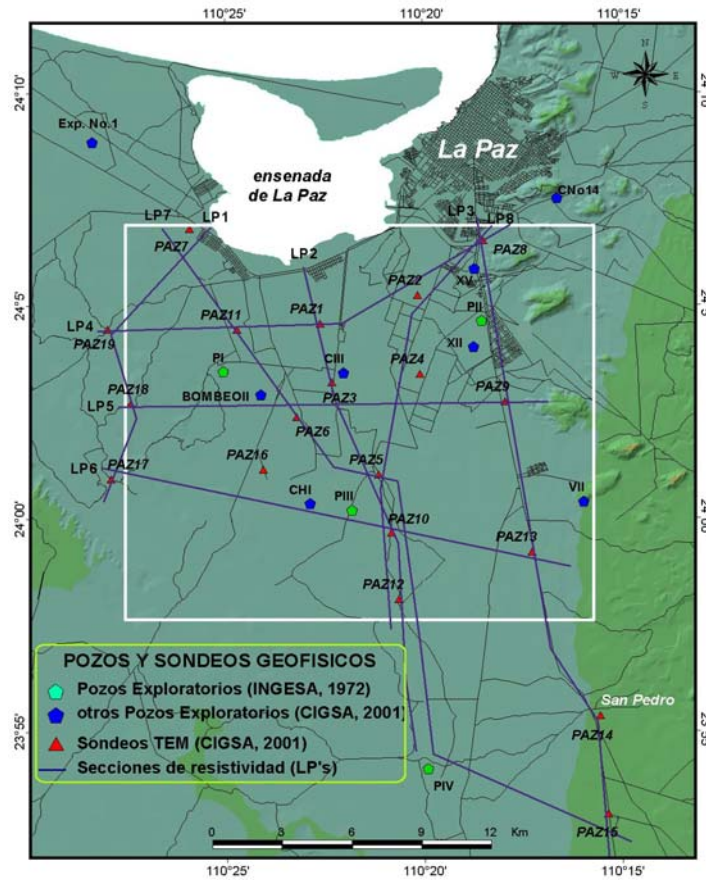 110°25' 110°20' 110°15'
24°10'
N
Exp. No.1
ensenada
de La Paz
La Paz
CNo14
LP7 LP1 LP3 LP8
PAZ7
PAZ8
LP2
XV
PAZ2
24°5'
PII
LP4
PAZ19
PAZ11
PAZ1
XII
PI
CIII
PAZ4
PAZ18
BOMBEOII
PAZ3
PAZ9
LP5
PAZ6
LP6
PAZ17
PAZ16
PAZ5
CHI
PIII
VII
24°00'
PAZ10
PAZ13
PAZ12
POZOS Y SONDEOS GEOFISICOS
Pozos Exploratorios (INGESA, 1972)
otros Pozos Exploratorios (CIGSA, 2001)
Sondeos TEM (CIGSA, 2001)
Secciones de resistividad (LP's)
San Pedro
PAZ14
23°55'
PIV
PAZ15
0 3 6 9 12 Km
110°25' 110°20' 110°15'